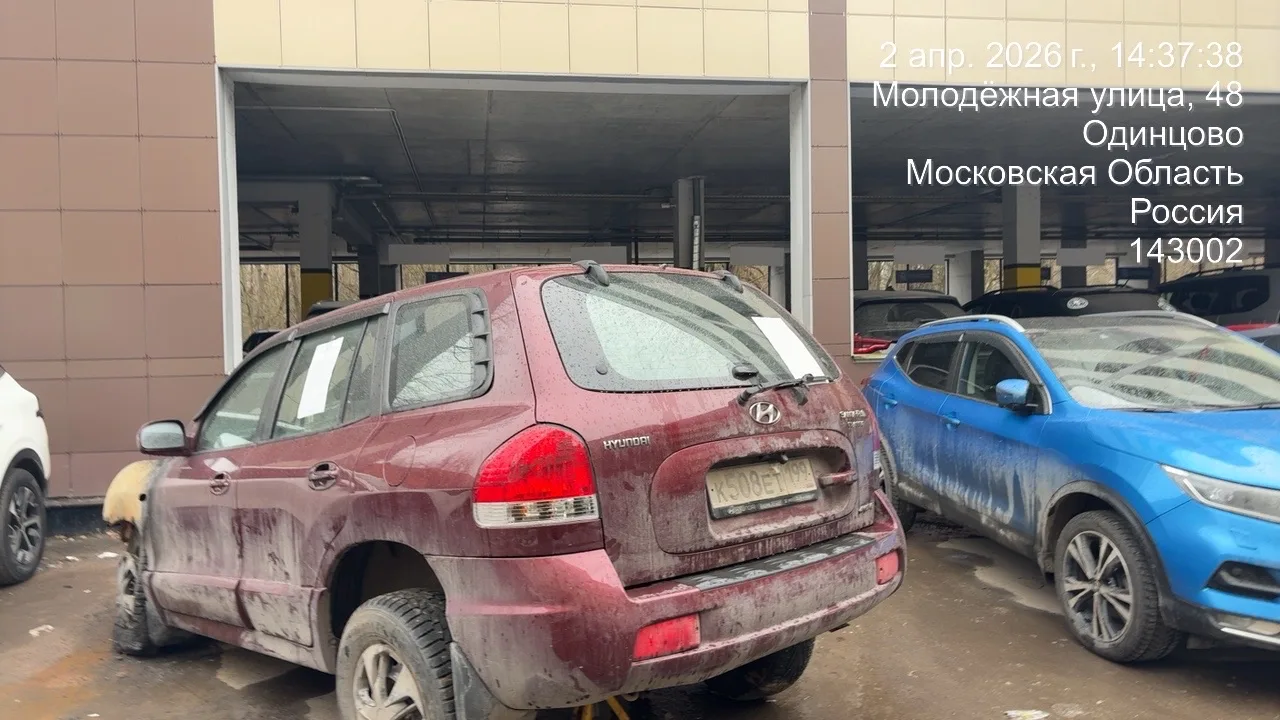 2 апр. 2026 г., 14:37:38
Молодёжная улица, 48
Одинцово
Московская Область
Россия
143002
HYUNDAI